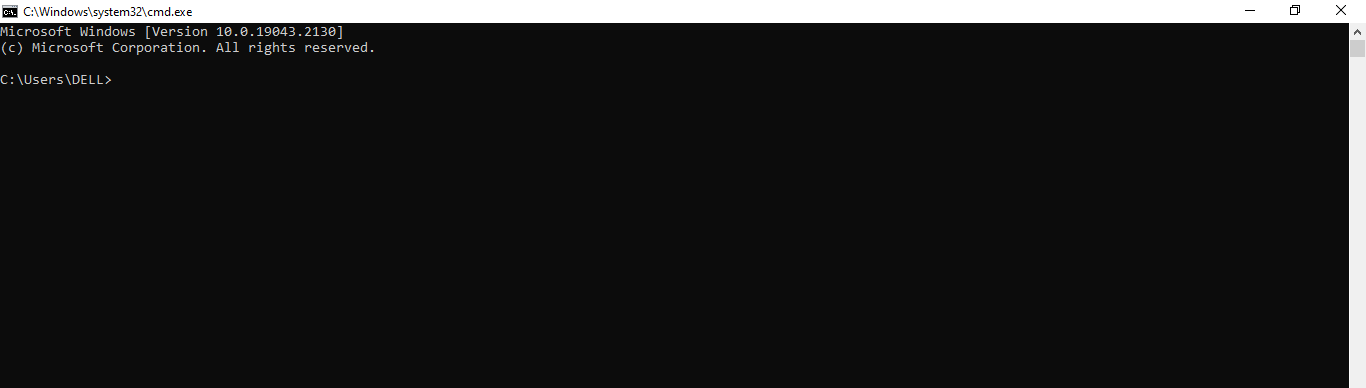 C:\Windows\system32\cmd.exe
Microsoft Windows [Version 10.0.19043.2130]
(c) Microsoft Corporation. All rights reserved.
C:\Users\DELL>